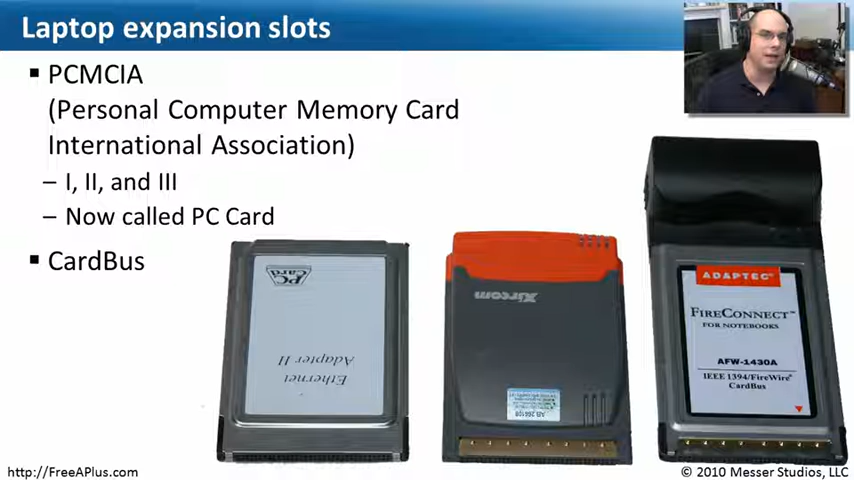 Laptop expansion slots
▪ PCMCIA
(Personal Computer Memory Card
International Association)
– I, II, and III
– Now called PC Card
▪ CardBus
PC
Card
Ethernet
Adapter II
Xircom
ADAPTEC
FIRECONNECT™
FOR NOTEBOOKS
AFW-1430A
IEEE 1394/FireWire®
CardBus
http://FreeAPlus.com
© 2010 Messer Studios, LLC